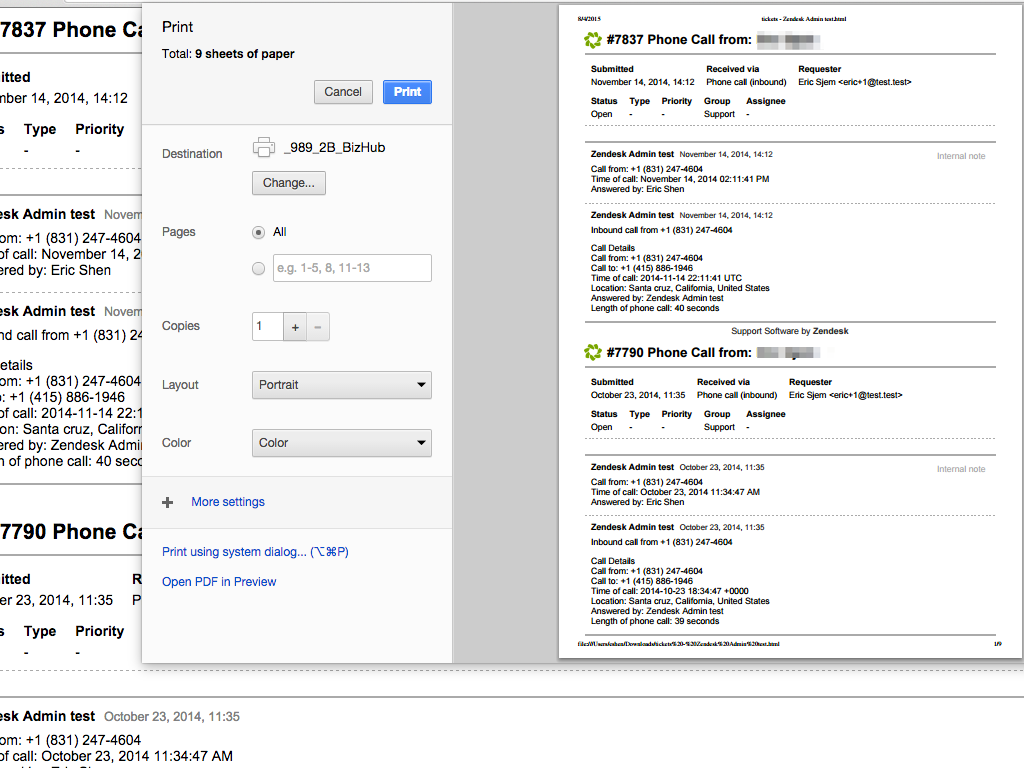 7837 Phone Ca
itted
mber 14, 2014, 14:12
s Type Priority
- -
esk Admin test Novem
om: +1 (831) 247-4604
of call: November 14, 2
ered by: Eric Shen
esk Admin test Novem
nd call from +1 (831) 24
etails
om: +1 (831) 247-4604
: +1 (415) 886-1946
of call: 2014-11-14 22:1
on: Santa cruz, Califorr
ered by: Zendesk Admi
h of phone call: 40 secc
7790 Phone Ca
itted R
er 23, 2014, 11:35 P
s Type Priority
- -
esk Admin test October 23, 2014, 11:35
om: +1 (831) 247-4604
of call: October 23, 2014 11:34:47 AM
Print
Total: 9 sheets of paper
Cancel Print
Destination _989_2B_BizHub
Change...
Pages All
e.g. 1-5, 8, 11-13
Copies 1 + -
Layout Portrait
Color Color
+ More settings
Print using system dialog... (⌥⌘P)
Open PDF in Preview
8/4/2015 tickets - Zendesk Admin test.html
#7837 Phone Call from:
Submitted Received via Requester
November 14, 2014, 14:12 Phone call (inbound) Eric Sjem <eric+1@test.test>
Status Type Priority Group Assignee
Open - - Support -
Zendesk Admin test November 14, 2014, 14:12 Internal note
Call from: +1 (831) 247-4604
Time of call: November 14, 2014 02:11:41 PM
Answered by: Eric Shen
Zendesk Admin test November 14, 2014, 14:12
Inbound call from +1 (831) 247-4604
Call Details
Call from: +1 (831) 247-4604
Call to: +1 (415) 886-1946
Time of call: 2014-11-14 22:11:41 UTC
Location: Santa cruz, California, United States
Answered by: Zendesk Admin test
Length of phone call: 40 seconds
Support Software by Zendesk
#7790 Phone Call from:
Submitted Received via Requester
October 23, 2014, 11:35 Phone call (inbound) Eric Sjem <eric+1@test.test>
Status Type Priority Group Assignee
Open - - Support -
Zendesk Admin test October 23, 2014, 11:35 Internal note
Call from: +1 (831) 247-4604
Time of call: October 23, 2014 11:34:47 AM
Answered by: Eric Shen
Zendesk Admin test October 23, 2014, 11:35
Inbound call from +1 (831) 247-4604
Call Details
Call from: +1 (831) 247-4604
Call to: +1 (415) 886-1946
Time of call: 2014-10-23 18:34:47 +0000
Location: Santa cruz, California, United States
Answered by: Zendesk Admin test
Length of phone call: 39 seconds
1/9